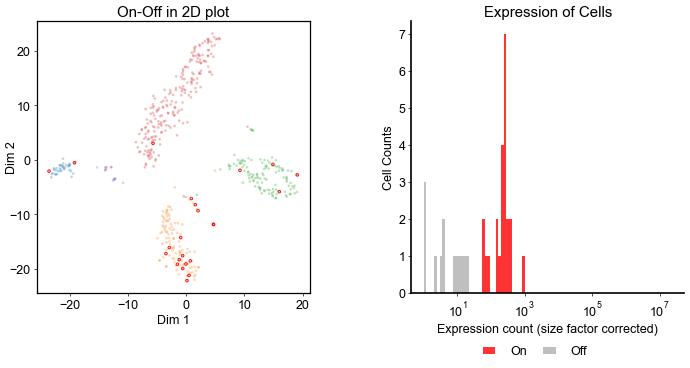 On-Off in 2D plot
20
10
0
−10
−20
Dim 2
−20
−10
0
10
20
Dim 1
Expression of Cells
7
6
5
4
3
2
1
0
Cell Counts
10^1
10^3
10^5
10^7
Expression count (size factor corrected)
On
Off